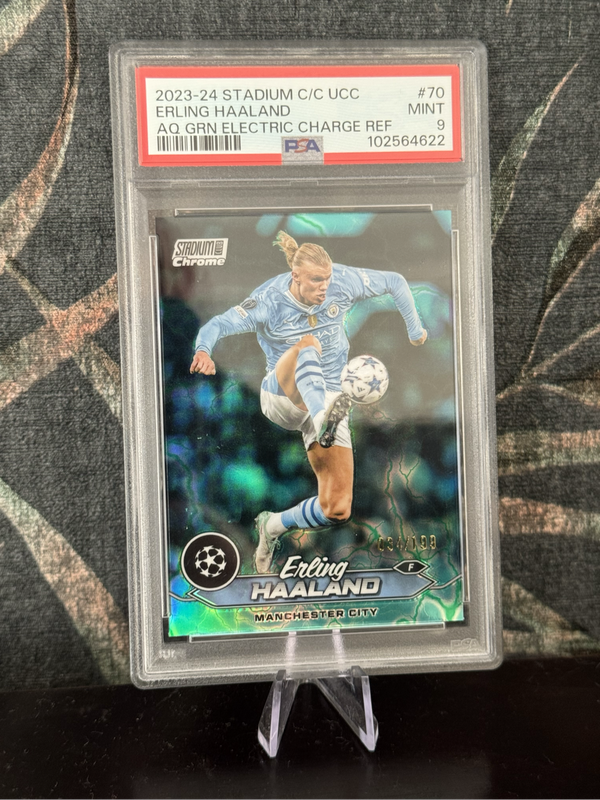 2023-24 STADIUM C/C UCC #70
ERLING HAALAND MINT
AQ GRN ELECTRIC CHARGE REF 9
PSA 102564622
STADIUM
Chrome
F
Erling
HAALAND
MANCHESTER CITY